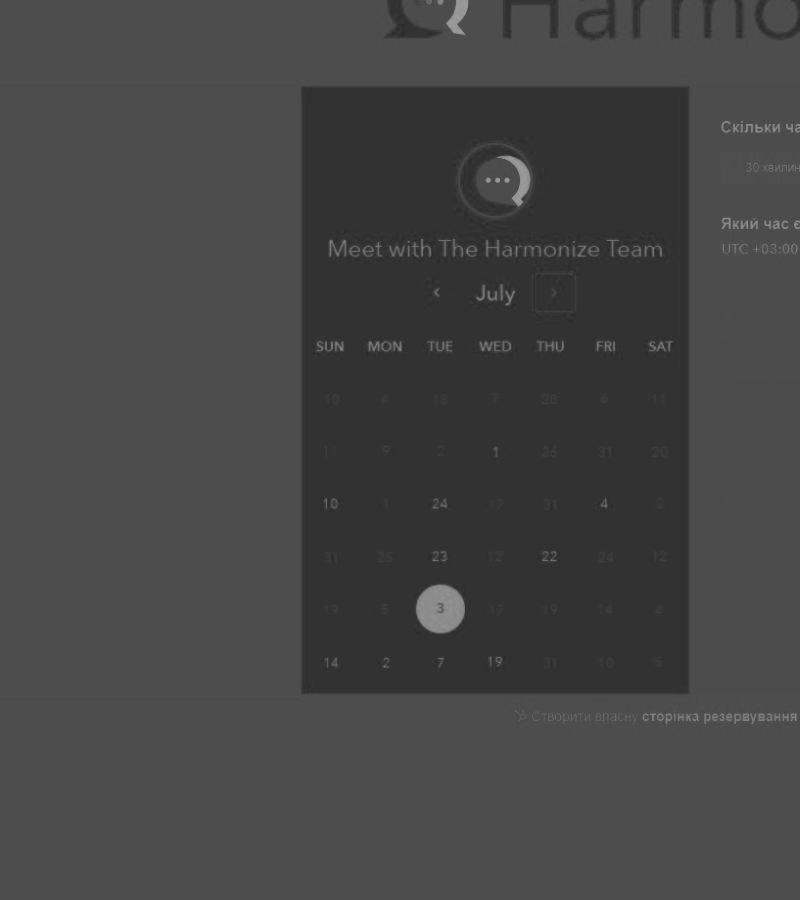 Harmo
Скільки ча
30 хвилин
Який час є
UTC +03:00
Meet with The Harmonize Team
‹ July ›
SUN MON TUE WED THU FRI SAT
10 4 18 7 28 6 11
11 9 2 1 26 31 20
10 1 24 17 31 4 2
31 26 23 12 22 24 12
19 5 3 17 19 14 4
14 2 7 19 31 10 5
Створити власну сторінка резервування